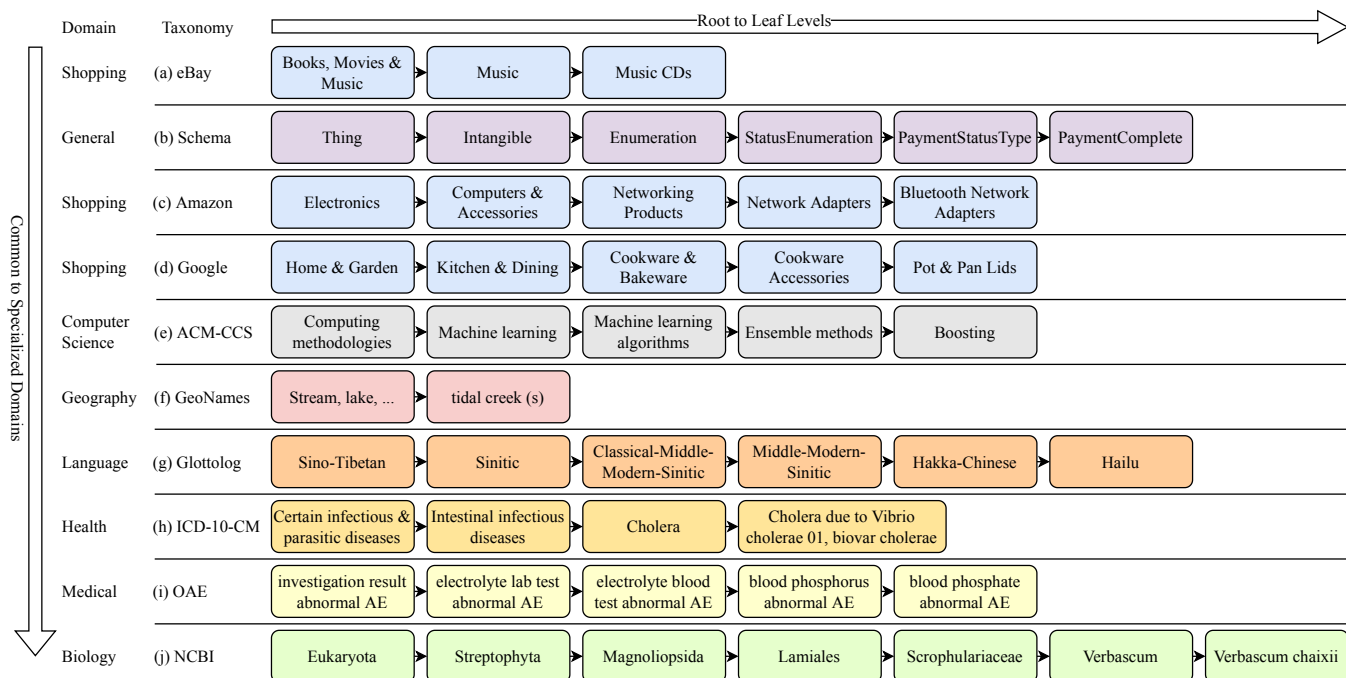 Domain Taxonomy Root to Leaf Levels
Common to Specialized Domains
Shopping (a) eBay
Books, Movies &
Music
Music
Music CDs
General (b) Schema
Thing
Intangible
Enumeration
StatusEnumeration
PaymentStatusType
PaymentComplete
Shopping (c) Amazon
Electronics
Computers &
Accessories
Networking
Products
Network Adapters
Bluetooth Network
Adapters
Shopping (d) Google
Home & Garden
Kitchen & Dining
Cookware &
Bakeware
Cookware
Accessories
Pot & Pan Lids
Computer
Science
(e) ACM-CCS
Computing
methodologies
Machine learning
Machine learning
algorithms
Ensemble methods
Boosting
Geography (f) GeoNames
Stream, lake, ...
tidal creek (s)
Language (g) Glottolog
Sino-Tibetan
Sinitic
Classical-Middle-
Modern-Sinitic
Middle-Modern-
Sinitic
Hakka-Chinese
Hailu
Health (h) ICD-10-CM
Certain infectious &
parasitic diseases
Intestinal infectious
diseases
Cholera
Cholera due to Vibrio
cholerae 01, biovar cholerae
Medical (i) OAE
investigation result
abnormal AE
electrolyte lab test
abnormal AE
electrolyte blood
test abnormal AE
blood phosphorus
abnormal AE
blood phosphate
abnormal AE
Biology (j) NCBI
Eukaryota
Streptophyta
Magnoliopsida
Lamiales
Scrophulariaceae
Verbascum
Verbascum chaixii